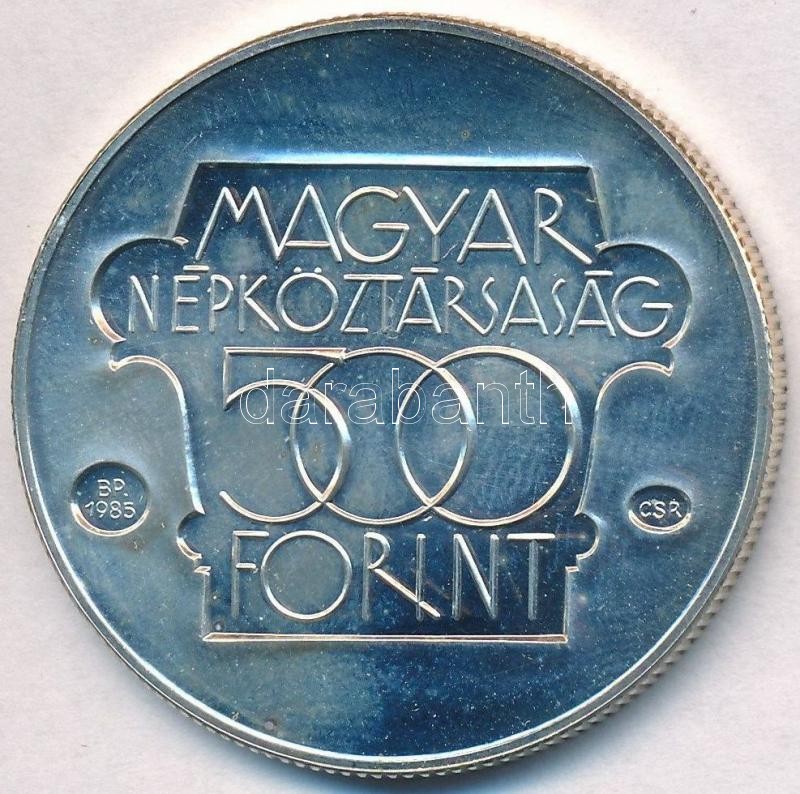 MAGYAR
NÉPKÖZTÁRSASÁG
500
darabanth
BP.
1985
CSR
FORINT